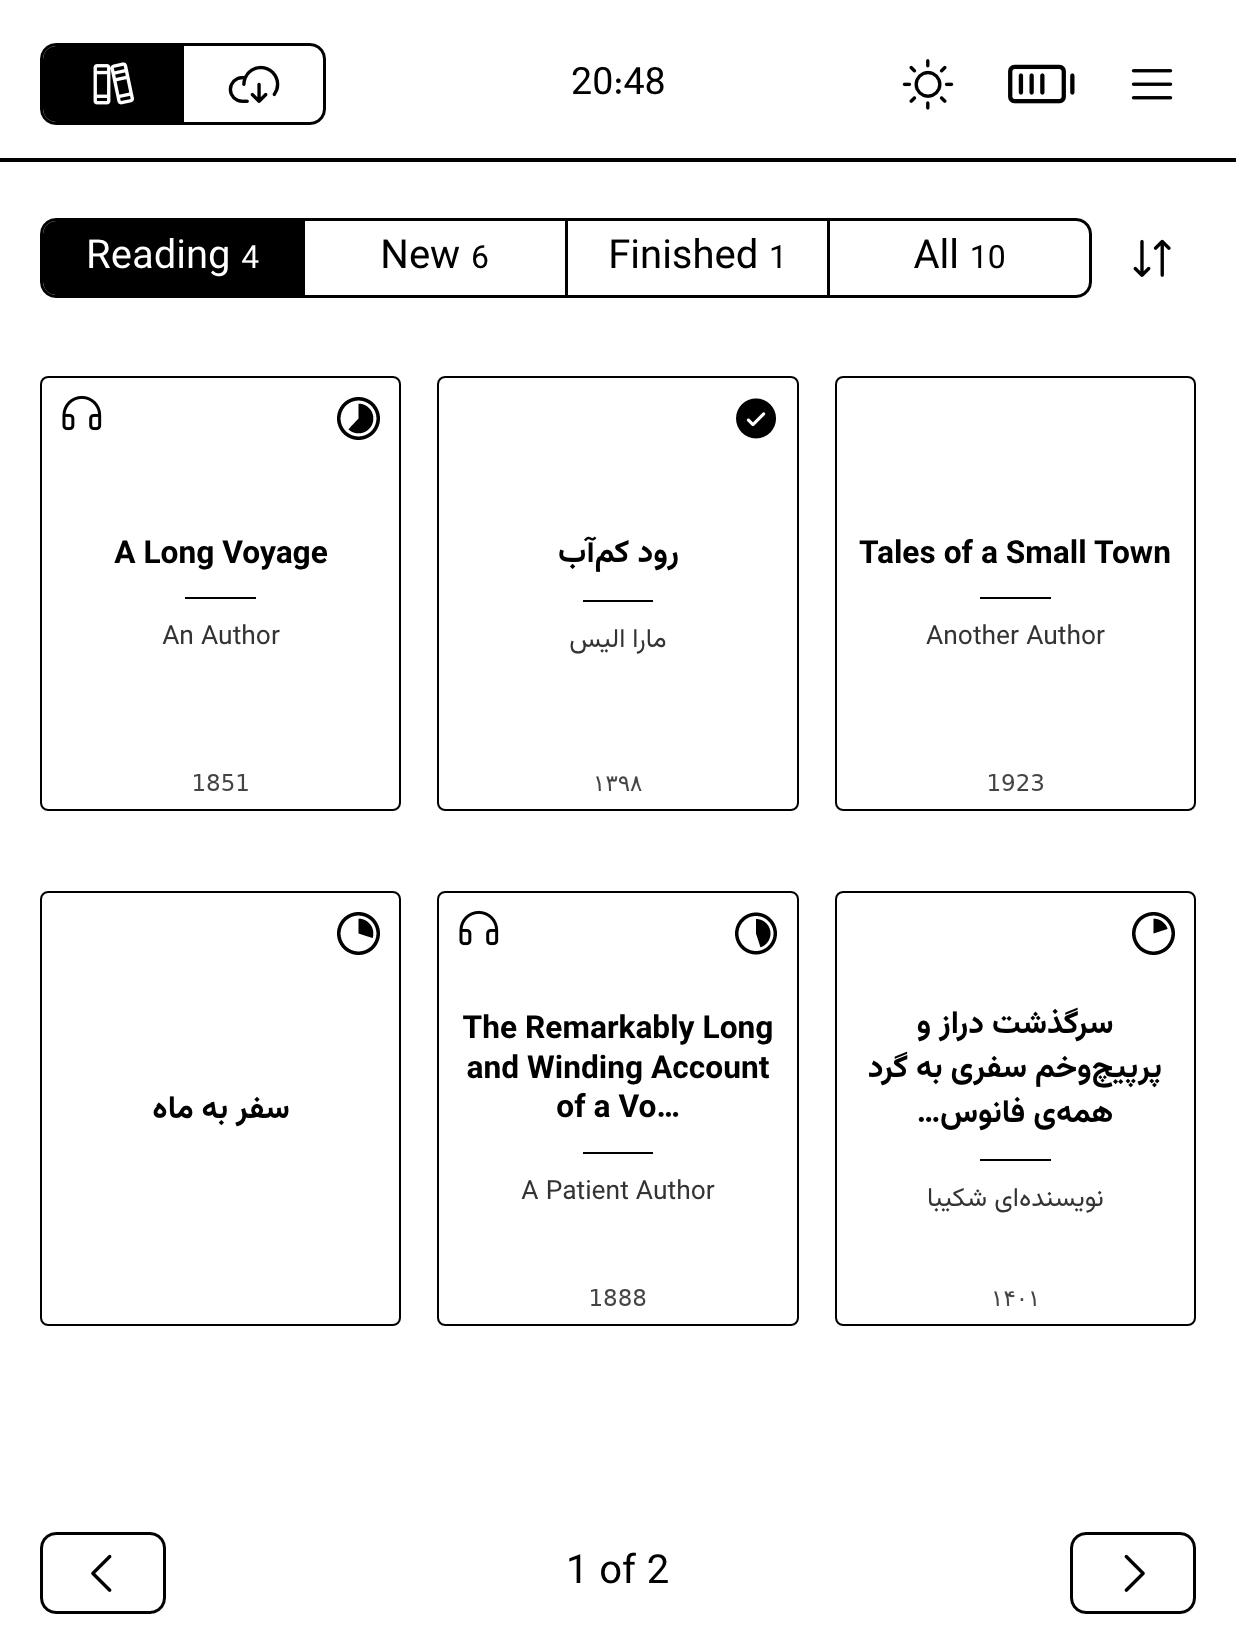 20:48
Reading 4
New 6
Finished 1
All 10
A Long Voyage
An Author
1851
رود کم‌آب
مارا الیس
۱۳۹۸
Tales of a Small Town
Another Author
1923
سفر به ماه
The Remarkably Long
and Winding Account
of a Vo…
A Patient Author
1888
سرگذشت دراز و
پرپیچ‌وخم سفری به گرد
همه‌ی فانوس…
نویسنده‌ای شکیبا
۱۴۰۱
1 of 2